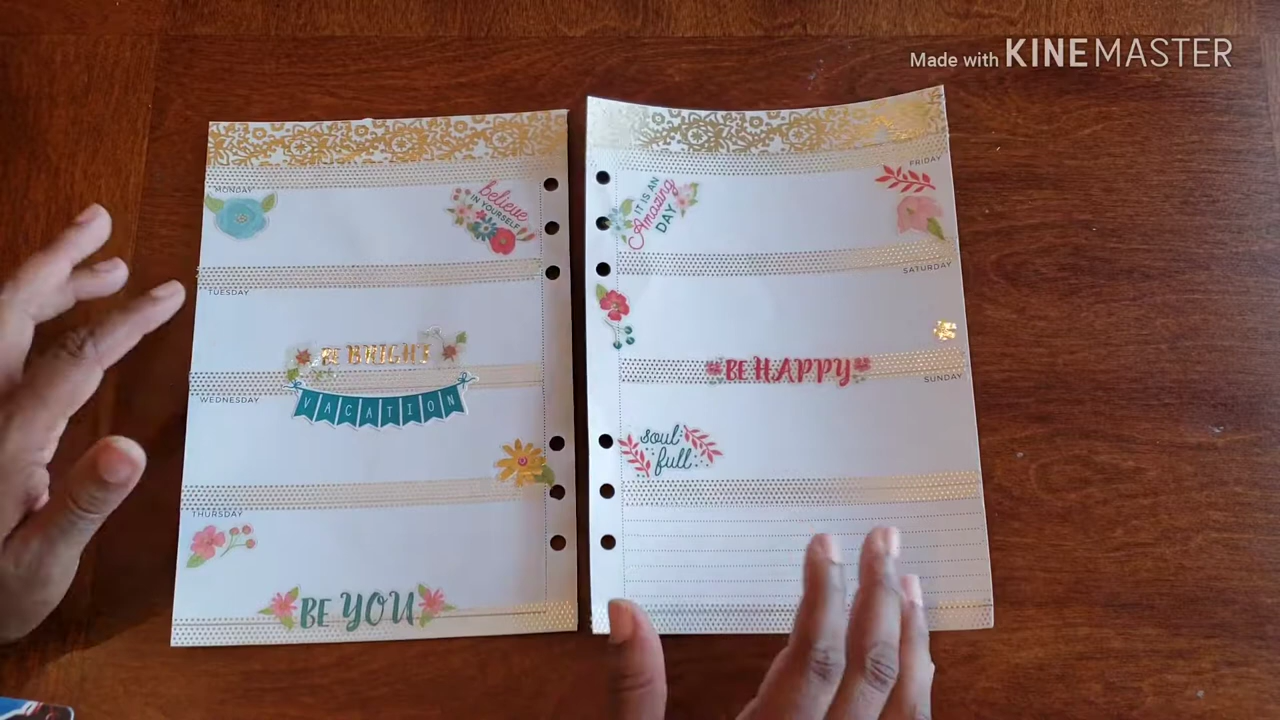 Made with KINEMASTER
MONDAY
believe
IN YOURSELF
TUESDAY
BE BRIGHT
WEDNESDAY
VACATION
THURSDAY
BE YOU
FRIDAY
IT IS AN
Amazing
DAY
SATURDAY
BE HAPPY
SUNDAY
soul
full